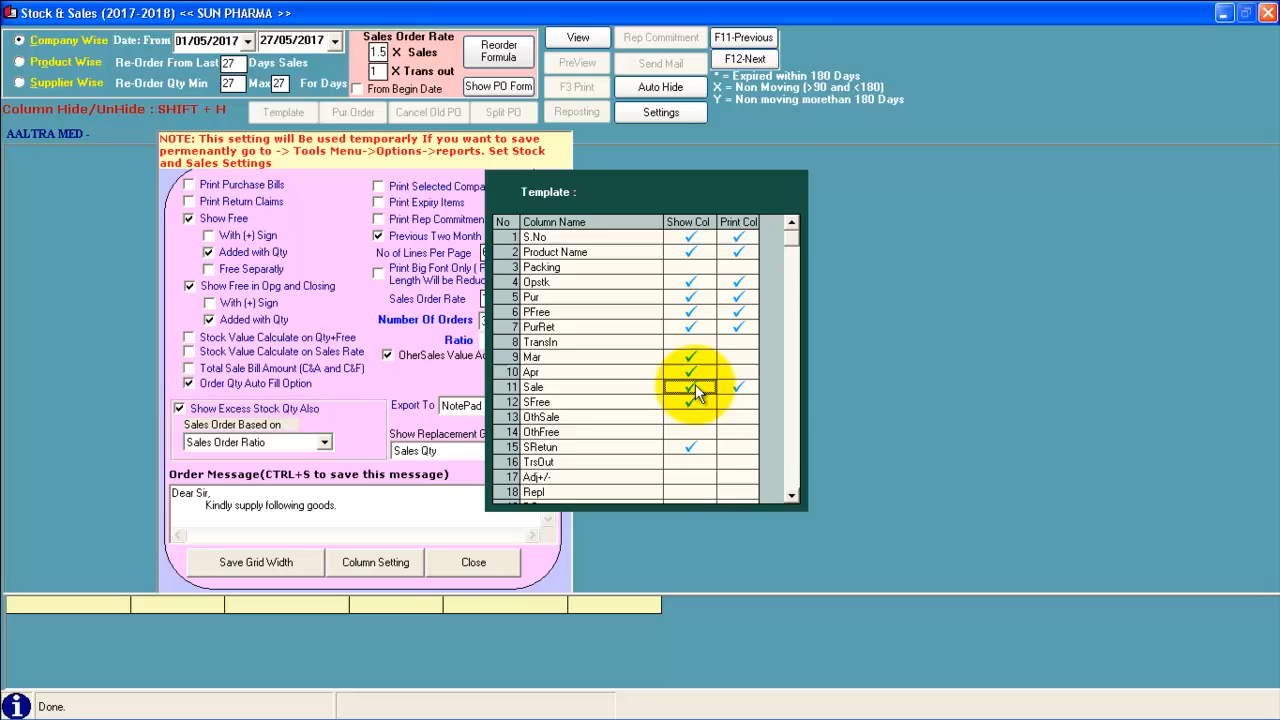 Stock & Sales (2017-2018) << SUN PHARMA >>
Company Wise Date: From 01/05/2017 27/05/2017
Product Wise Re-Order From Last 27 Days Sales
Supplier Wise Re-Order Qty Min 27 Max 27 For Days
Column Hide/UnHide : SHIFT + H
Sales Order Rate
1.5 X Sales
1 X Trans out
From Begin Date
Reorder Formula
Show PO Form
Template Pur.Order Cancel Old PO Split PO
View Rep Commitment F11-Previous
PreView Send Mail F12-Next
F3 Print Auto Hide
Reporting Settings
* = Expired within 180 Days
X = Non Moving (>90 and <180)
Y = Non moving morethan 180 Days
AALTRA MED -
NOTE: This setting will Be used temporarly If you want to save
permenantly go to -> Tools Menu->Options->reports. Set Stock
and Sales Settings
Print Purchase Bills
Print Return Claims
Show Free
With (+) Sign
Added with Qty
Free Separatly
Show Free in Opg and Closing
With (+) Sign
Added with Qty
Stock Value Calculate on Qty+Free
Stock Value Calculate on Sales Rate
Total Sale Bill Amount (C&A and C&F)
Order Qty Auto Fill Option
Show Excess Stock Qty Also
Sales Order Based on
Sales Order Ratio
Print Selected Compa
Print Expiry Items
Print Rep Commitme
Previous Two Month
No of Lines Per Page
Print Big Font Only (
Length Will be Reduc
Sales Order Rate
Number Of Orders
Ratio
OherSales Value Ad
Export To NotePad
Show Replacement G
Sales Qty
Order Message(CTRL+S to save this message)
Dear Sir,
Kindly supply following goods.
Save Grid Width Column Setting Close
Template :
No Column Name Show Col Print Col
1 S.No
2 Product Name
3 Packing
4 Opstk
5 Pur
6 PFree
7 PurRet
8 TransIn
9 Mar
10 Apr
11 Sale
12 SFree
13 OthSale
14 OthFree
15 SRetun
16 TrsOut
17 Adj+/-
18 Repl
Done.